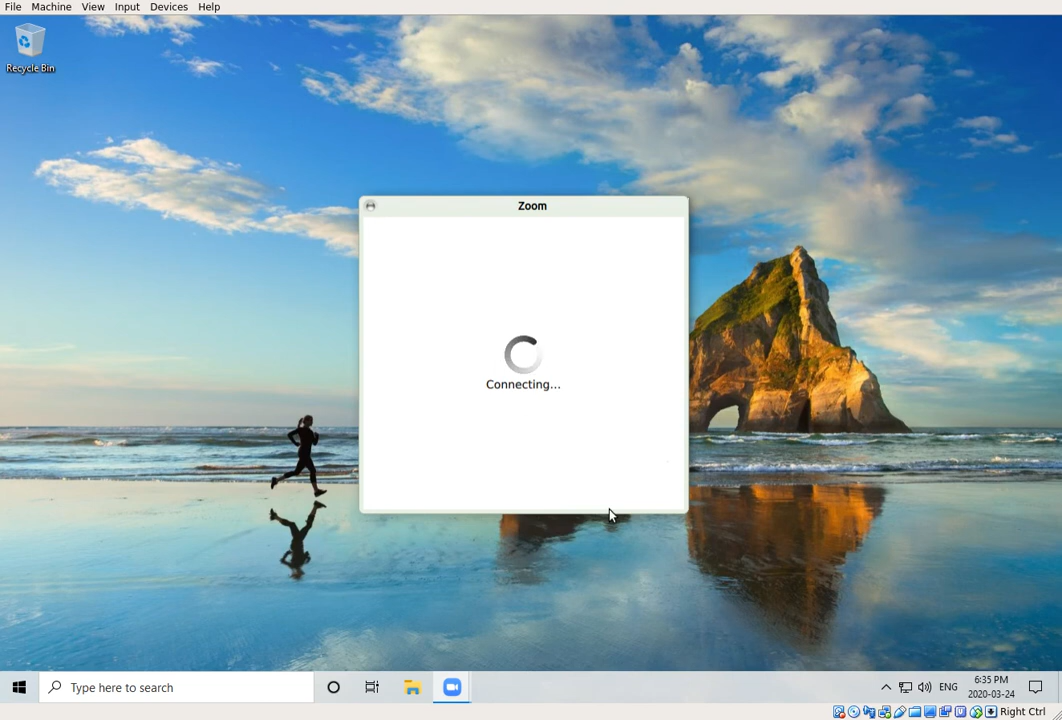 File Machine View Input Devices Help
Recycle Bin
Zoom
Connecting...
Type here to search
ENG
6:35 PM
2020-03-24
Right Ctrl